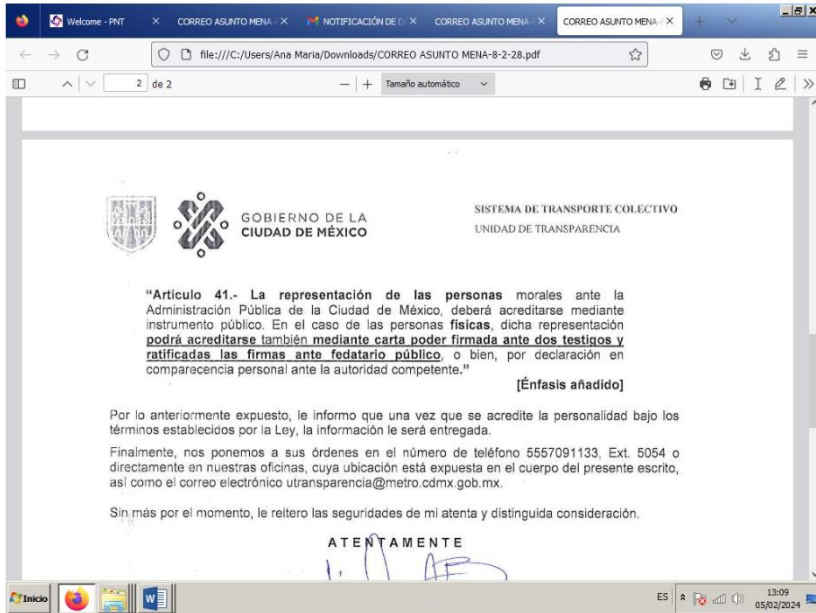 Welcome - PNT
CORREO ASUNTO MENA-
NOTIFICACIÓN DE D
CORREO ASUNTO MENA-
CORREO ASUNTO MENA-
file:///C:/Users/Ana Maria/Downloads/CORREO ASUNTO MENA-8-2-28.pdf
2 de 2
Tamaño automático
GOBIERNO DE LA
CIUDAD DE MÉXICO
SISTEMA DE TRANSPORTE COLECTIVO
UNIDAD DE TRANSPARENCIA
"Artículo 41.- La representación de las personas morales ante la
Administración Pública de la Ciudad de México, deberá acreditarse mediante
instrumento público. En el caso de las personas físicas, dicha representación
podrá acreditarse también mediante carta poder firmada ante dos testigos y
ratificadas las firmas ante fedatario público, o bien, por declaración en
comparecencia personal ante la autoridad competente."
[Énfasis añadido]
Por lo anteriormente expuesto, le informo que una vez que se acredite la personalidad bajo los
términos establecidos por la Ley, la información le será entregada.
Finalmente, nos ponemos a sus órdenes en el número de teléfono 5557091133, Ext. 5054 o
directamente en nuestras oficinas, cuya ubicación está expuesta en el cuerpo del presente escrito,
así como el correo electrónico utransparencia@metro.cdmx.gob.mx.
Sin más por el momento, le reitero las seguridades de mi atenta y distinguida consideración.
ATENTAMENTE
Inicio
ES
13:09
05/02/2024